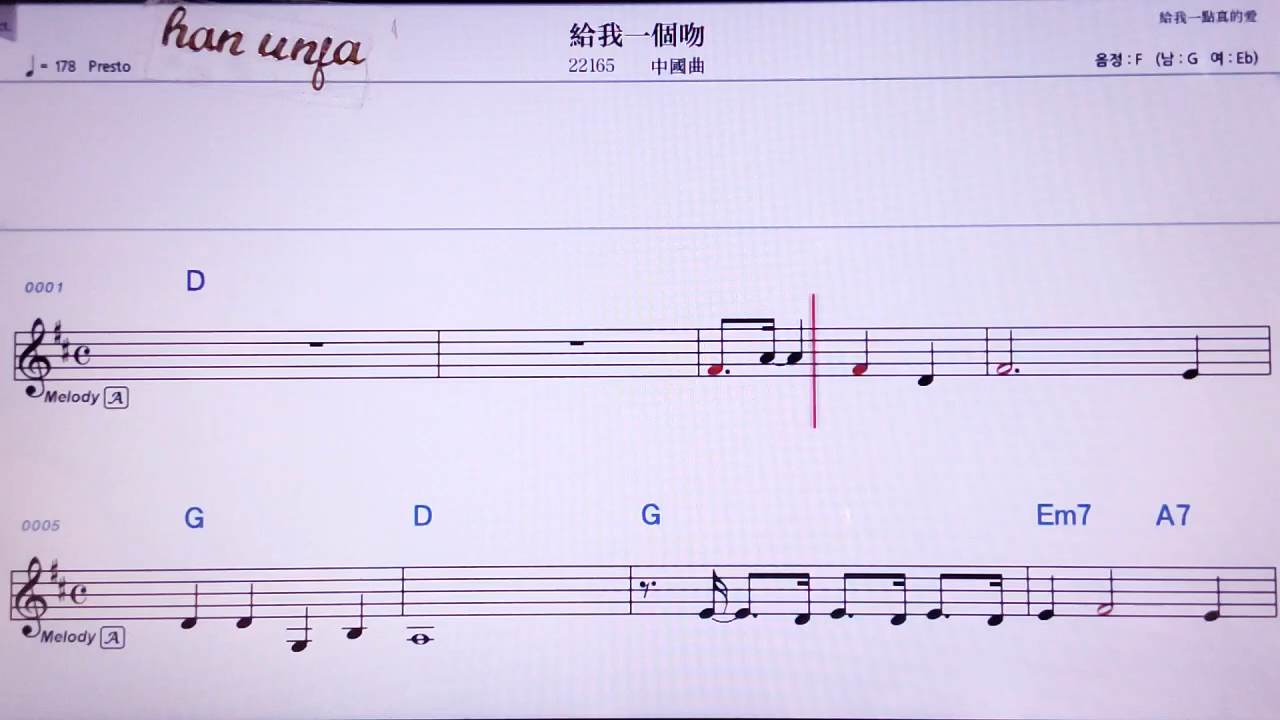 han unja
給我一個吻
給我一點真的愛
♩= 178 Presto
22165 中國曲
음정 : F (남 : G 여 : Eb)
0001
D
Melody A
0005
G D G Em7 A7
Melody A